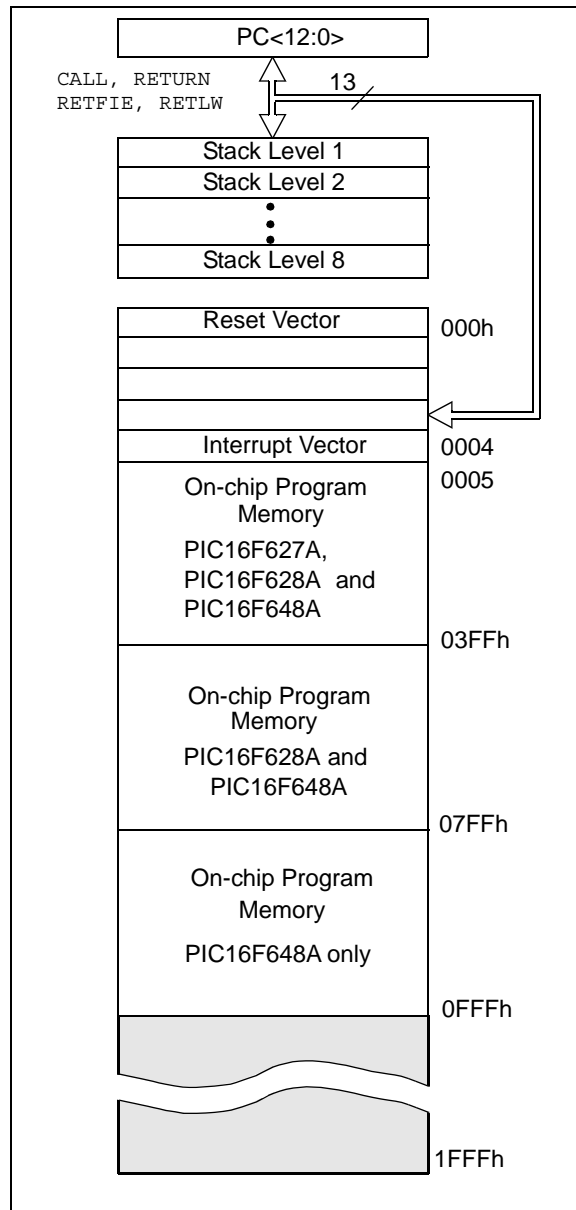 PC<12:0>
CALL, RETURN
RETFIE, RETLW
13
Stack Level 1
Stack Level 2
Stack Level 8
Reset Vector
000h
Interrupt Vector
0004
0005
On-chip Program
Memory
PIC16F627A,
PIC16F628A and
PIC16F648A
03FFh
On-chip Program
Memory
PIC16F628A and
PIC16F648A
07FFh
On-chip Program
Memory
PIC16F648A only
0FFFh
1FFFh